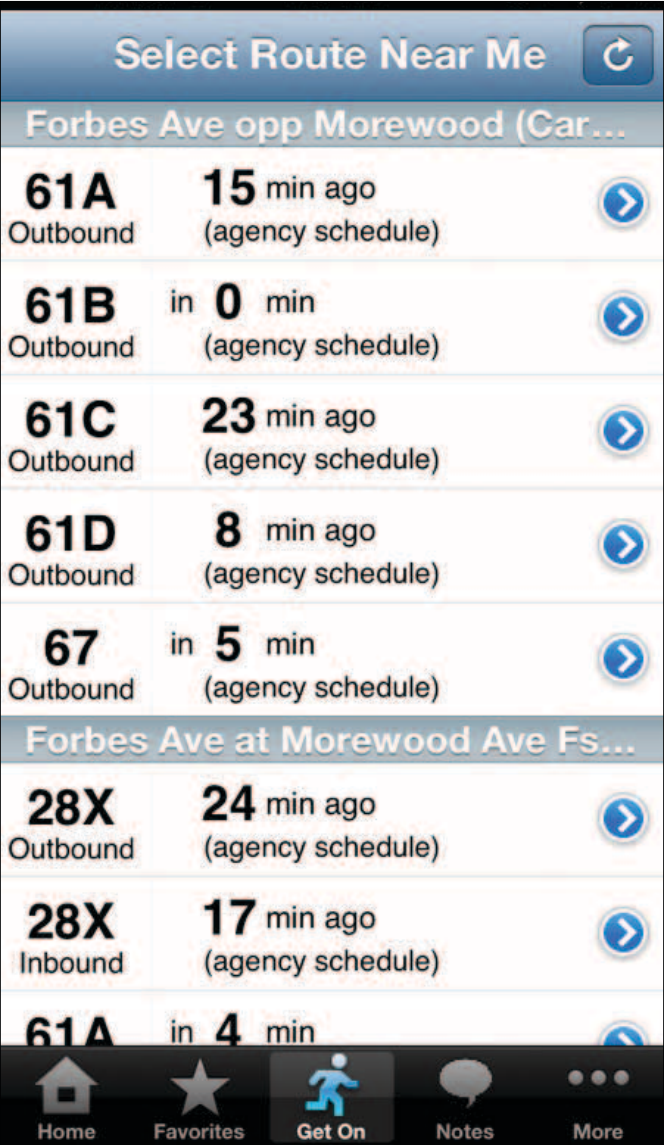 Select Route Near Me
Forbes Ave opp Morewood (Car...
61A 15 min ago
Outbound (agency schedule)
61B in 0 min
Outbound (agency schedule)
61C 23 min ago
Outbound (agency schedule)
61D 8 min ago
Outbound (agency schedule)
67 in 5 min
Outbound (agency schedule)
Forbes Ave at Morewood Ave Fs...
28X 24 min ago
Outbound (agency schedule)
28X 17 min ago
Inbound (agency schedule)
61A in 4 min
Home Favorites Get On Notes More